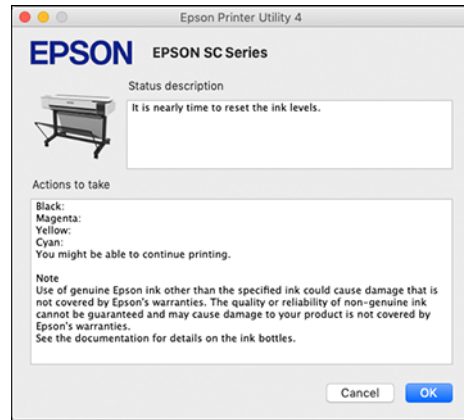 Epson Printer Utility 4
EPSON
EPSON SC Series
Status description
It is nearly time to reset the ink levels.
Actions to take
Black:
Magenta:
Yellow:
Cyan:
You might be able to continue printing.
Note
Use of genuine Epson ink other than the specified ink could cause damage that is
not covered by Epson's warranties. The quality or reliability of non-genuine ink
cannot be guaranteed and may cause damage to your product is not covered by
Epson's warranties.
See the documentation for details on the ink bottles.
Cancel
OK